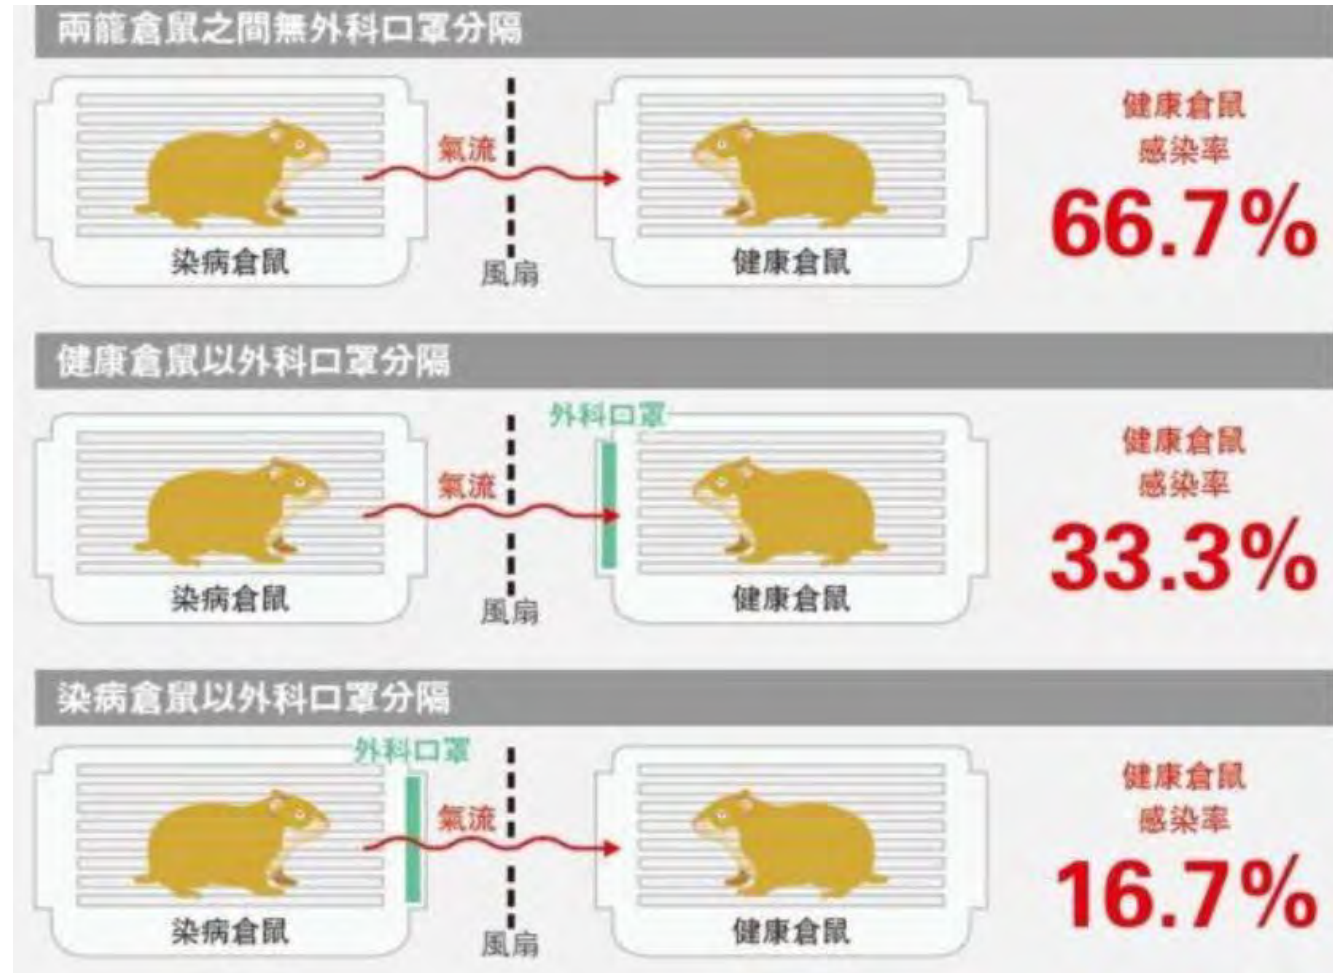 兩籠倉鼠之間無外科口罩分隔
氣流
染病倉鼠
風扇
健康倉鼠
健康倉鼠
感染率
66.7%
健康倉鼠以外科口罩分隔
外科口罩
氣流
染病倉鼠
風扇
健康倉鼠
健康倉鼠
感染率
33.3%
染病倉鼠以外科口罩分隔
外科口罩
氣流
染病倉鼠
風扇
健康倉鼠
健康倉鼠
感染率
16.7%